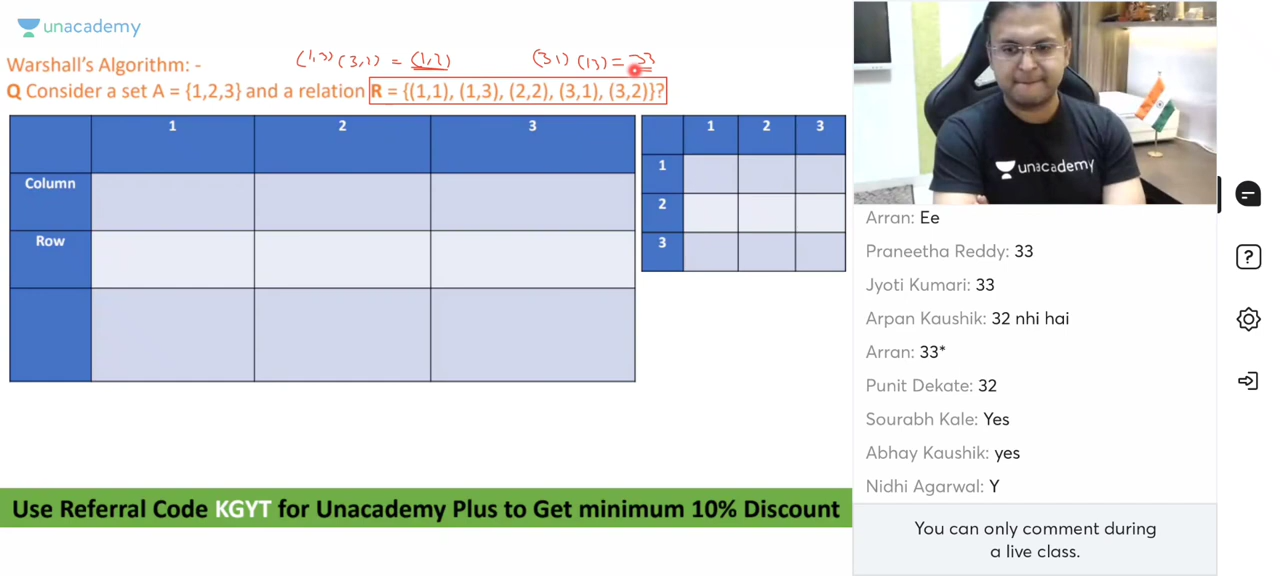 unacademy
(1,3) (3,1) = (1,1) (3,1) (1,3) = 33
Warshall's Algorithm: -
Q Consider a set A = {1,2,3} and a relation R = {(1,1), (1,3), (2,2), (3,1), (3,2)}?
1 2 3
Column
Row
1 2 3
1
2
3
unacademy
Arran: Ee
Praneetha Reddy: 33
Jyoti Kumari: 33
Arpan Kaushik: 32 nhi hai
Arran: 33*
Punit Dekate: 32
Sourabh Kale: Yes
Abhay Kaushik: yes
Nidhi Agarwal: Y
You can only comment during
a live class.
?
Use Referral Code KGYT for Unacademy Plus to Get minimum 10% Discount